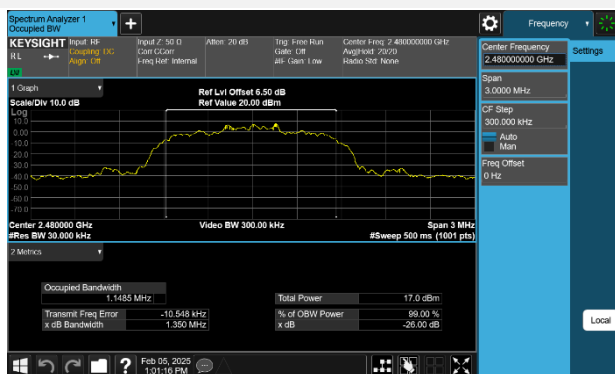 Spectrum Analyzer 1
Occupied BW
Frequency
KEYSIGHT
Input: RF
Input Z: 50 Ω
Atten: 20 dB
Trig: Free Run
Center Freq: 2.480000000 GHz
RL
Coupling: DC
Corr CCorr
Gate: Off
Avg|Hold: 20/20
Align: Off
Freq Ref: Internal
#IF Gain: Low
Radio Std: None
Center Frequency
2.480000000 GHz
Settings
Span
3.0000 MHz
CF Step
300.000 kHz
Auto
Man
Freq Offset
0 Hz
Local
1 Graph
Ref Lvl Offset 6.50 dB
Scale/Div 10.0 dB
Ref Value 20.00 dBm
Log
10.0
0.00
-10.0
-20.0
-30.0
-40.0
-50.0
-60.0
-70.0
Center 2.480000 GHz
Video BW 300.00 kHz
Span 3 MHz
#Res BW 30.000 kHz
#Sweep 500 ms (1001 pts)
2 Metrics
Occupied Bandwidth
1.1485 MHz
Total Power
17.0 dBm
Transmit Freq Error
-10.548 kHz
% of OBW Power
99.00 %
x dB Bandwidth
1.350 MHz
x dB
-26.00 dB
?
Feb 05, 2025
1:01:16 PM